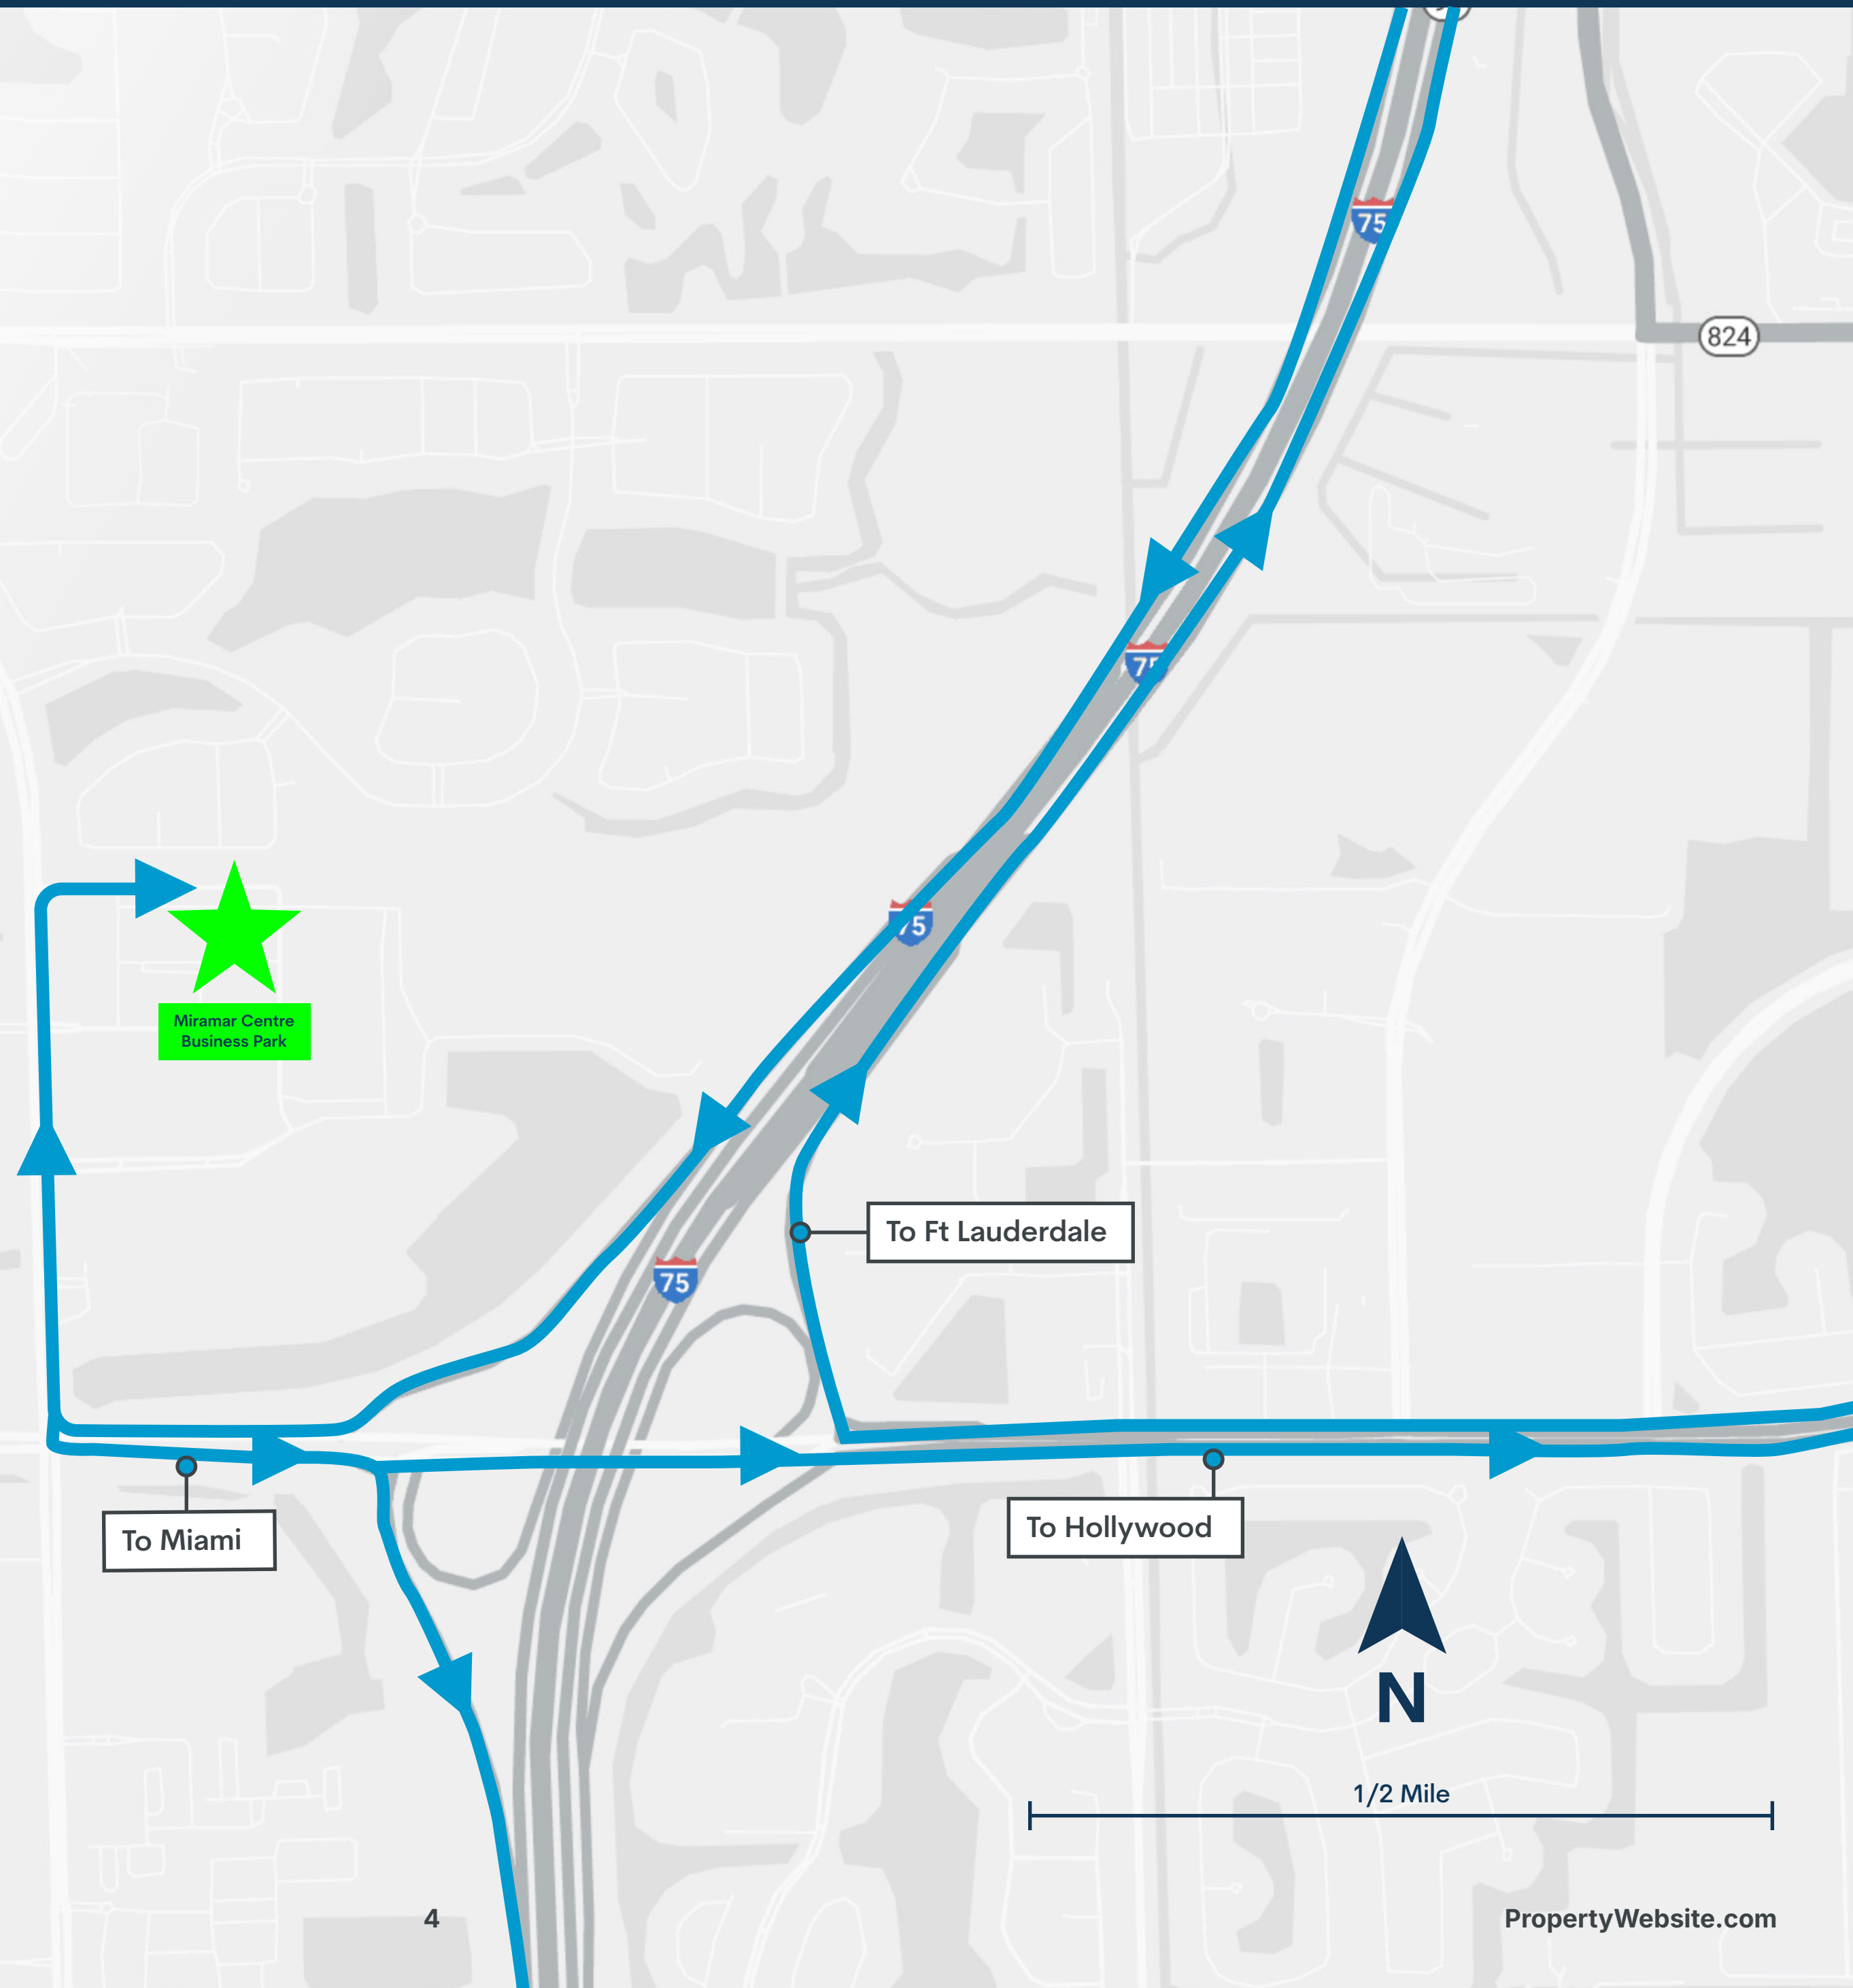 75
824
75
75
Miramar Centre
Business Park
To Ft Lauderdale
75
To Miami
To Hollywood
N
1/2 Mile
4
PropertyWebsite.com